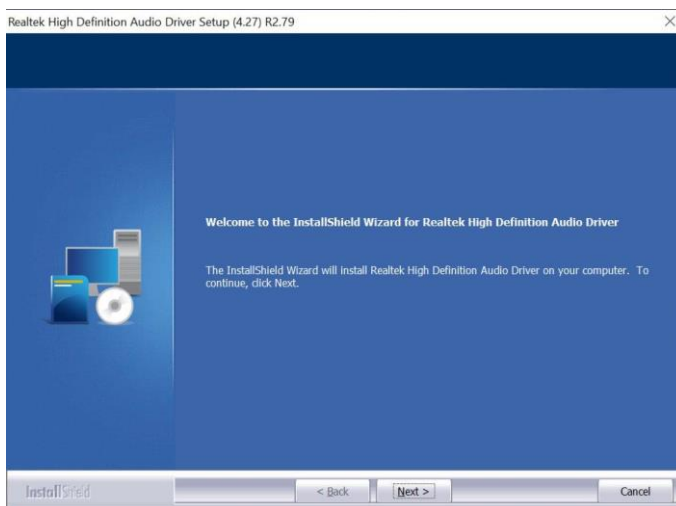 Realtek High Definition Audio Driver Setup (4.27) R2.79
Welcome to the InstallShield Wizard for Realtek High Definition Audio Driver
The InstallShield Wizard will install Realtek High Definition Audio Driver on your computer. To
continue, click Next.
InstallShield
< Back
Next >
Cancel